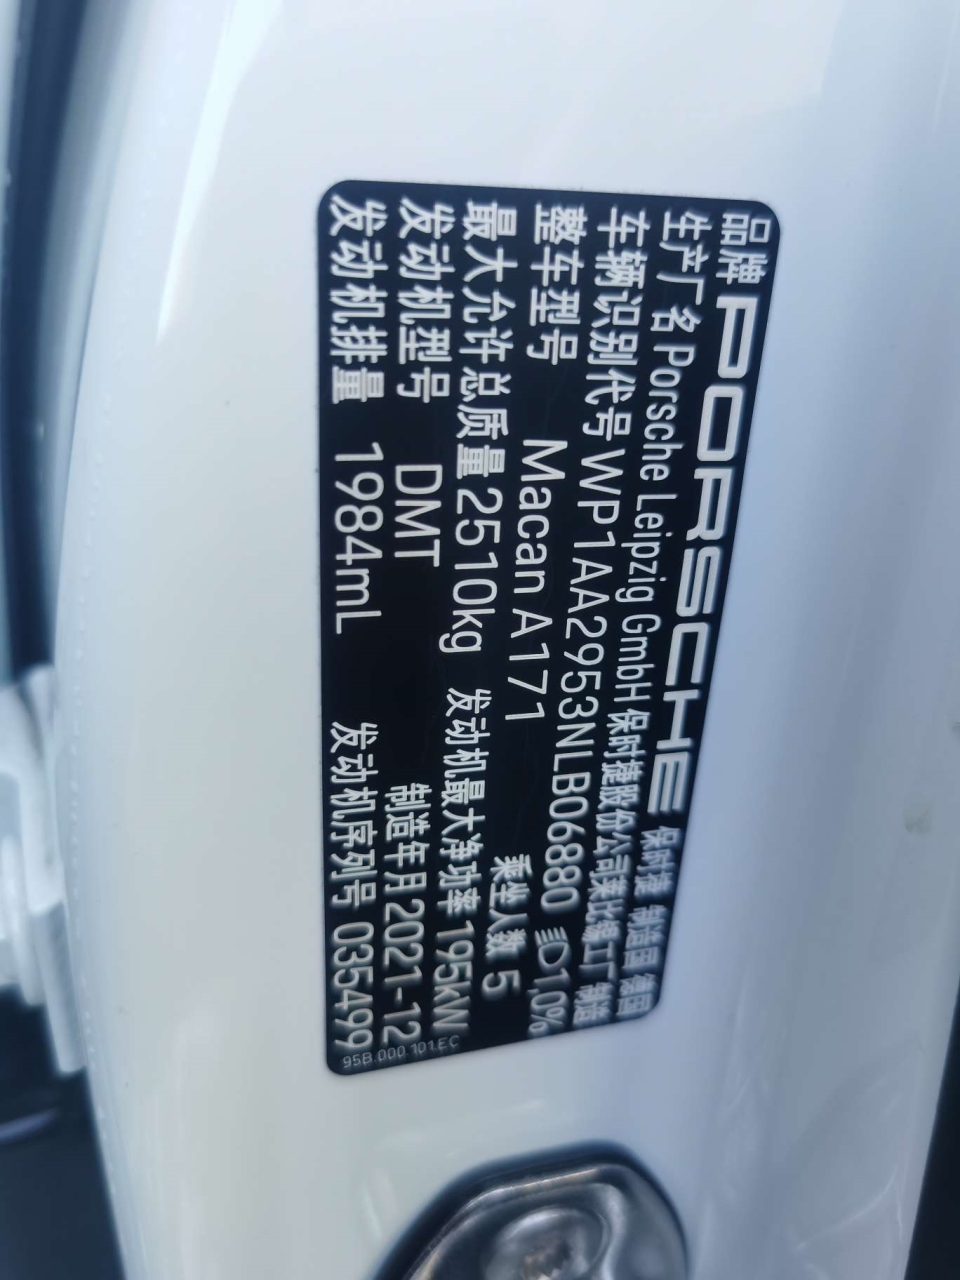 品牌 PORSCHE 保时捷 制造国 德国
生产厂名 Porsche Leipzig GmbH 保时捷股份公司莱比锡工厂 制造
车辆识别代号 WP1AA2953NLB06880 1,0%
整车型号 Macan A171 乘坐人数 5
最大允许总质量 2510kg 发动机最大净功率 195kW
发动机型号 DMT 制造年月 2021-12
发动机排量 1984mL 发动机序列号 035499
95B.000.101.EC